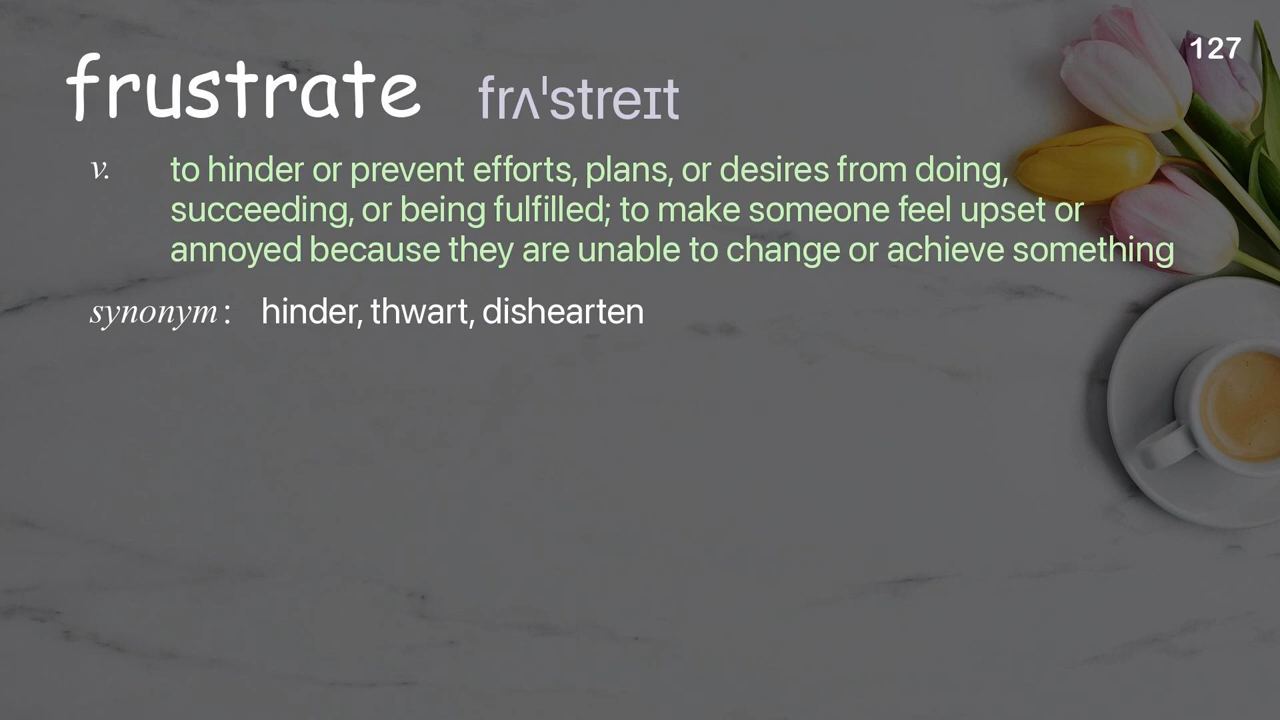 127
frustrate frʌˈstreɪt
v. to hinder or prevent efforts, plans, or desires from doing,
succeeding, or being fulfilled; to make someone feel upset or
annoyed because they are unable to change or achieve something
synonym: hinder, thwart, dishearten